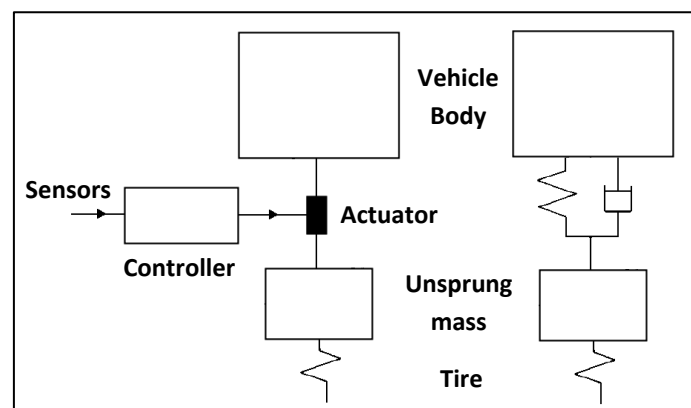 Vehicle
Body
Sensors
Actuator
Controller
Unsprung
mass
Tire